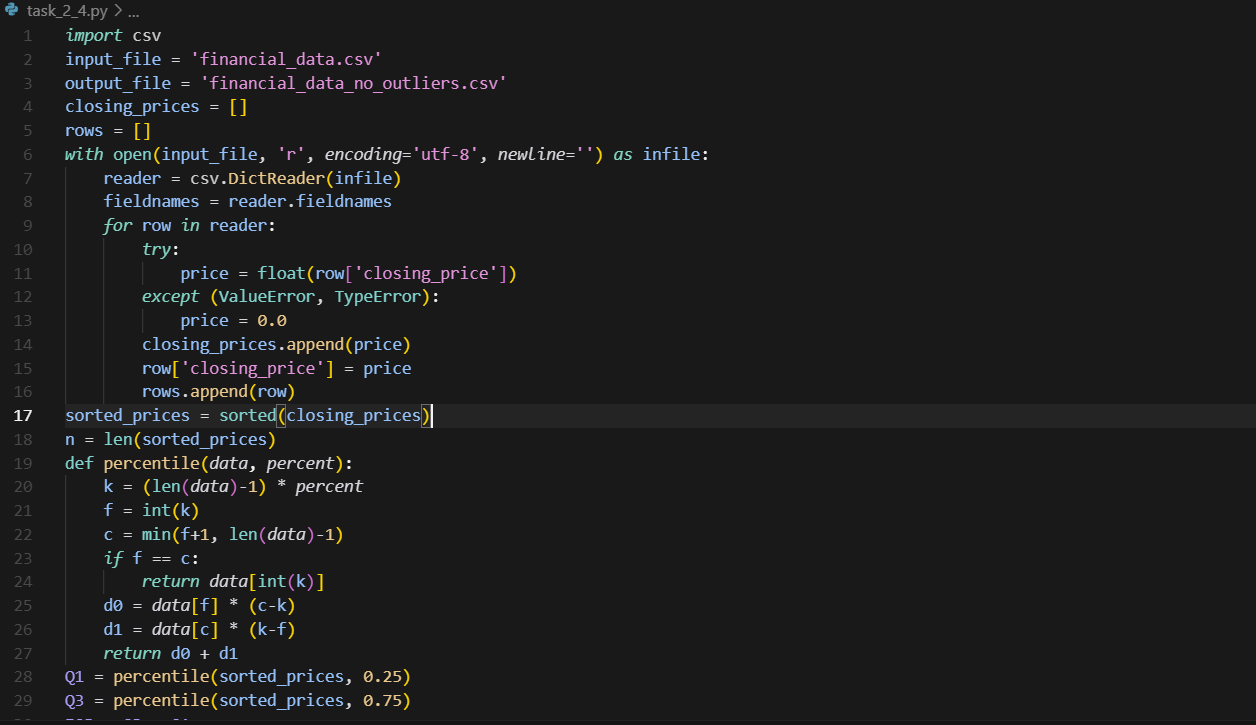 task_2_4.py > ...
1 import csv
2 input_file = 'financial_data.csv'
3 output_file = 'financial_data_no_outliers.csv'
4 closing_prices = []
5 rows = []
6 with open(input_file, 'r', encoding='utf-8', newline='') as infile:
7     reader = csv.DictReader(infile)
8     fieldnames = reader.fieldnames
9     for row in reader:
10         try:
11             price = float(row['closing_price'])
12         except (ValueError, TypeError):
13             price = 0.0
14         closing_prices.append(price)
15         row['closing_price'] = price
16         rows.append(row)
17 sorted_prices = sorted(closing_prices)
18 n = len(sorted_prices)
19 def percentile(data, percent):
20     k = (len(data)-1) * percent
21     f = int(k)
22     c = min(f+1, len(data)-1)
23     if f == c:
24         return data[int(k)]
25     d0 = data[f] * (c-k)
26     d1 = data[c] * (k-f)
27     return d0 + d1
28 Q1 = percentile(sorted_prices, 0.25)
29 Q3 = percentile(sorted_prices, 0.75)